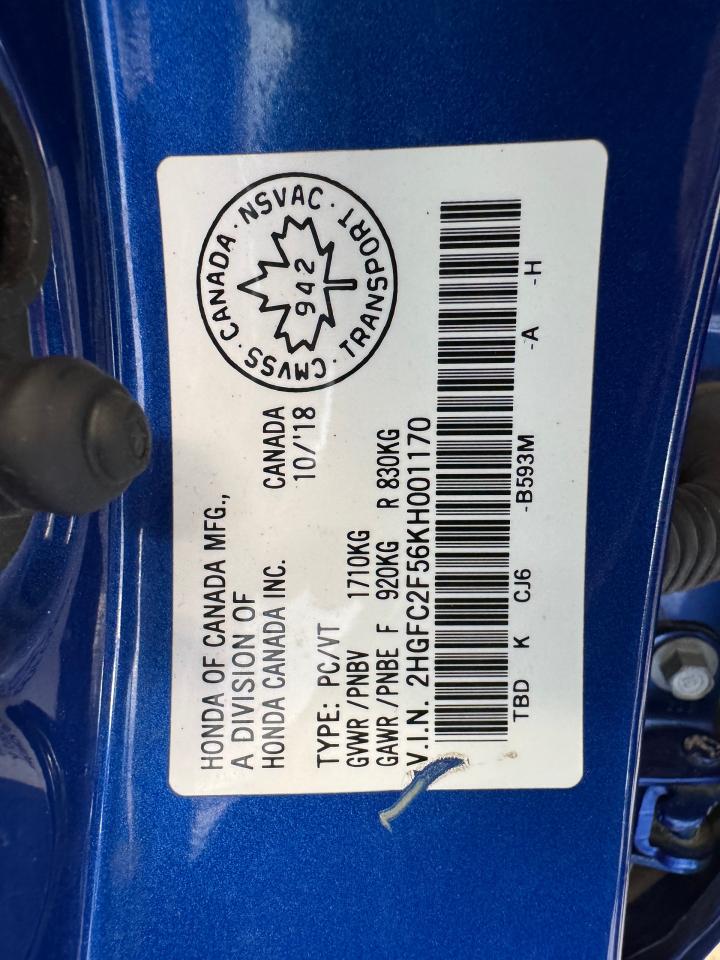 HONDA OF CANADA MFG.,
A DIVISION OF
HONDA CANADA INC.
CANADA
10/'18
CMVSS · CANADA · NSVAC · TRANSPORT ·
942
TYPE: PC/VT
GVWR /PNBV 1710KG
GAWR /PNBE F 920KG R 830KG
V.I.N. 2HGFC2F56KH001170
TBD K CJ6 -B593M -A -H